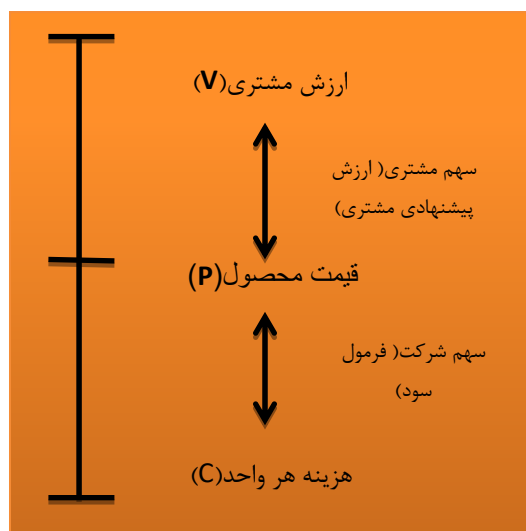 ارزش مشتری(V)
سهم مشتری( ارزش
پیشنهادی مشتری)
قیمت محصول(P)
سهم شرکت( فرمول
سود)
هزینه هر واحد(C)